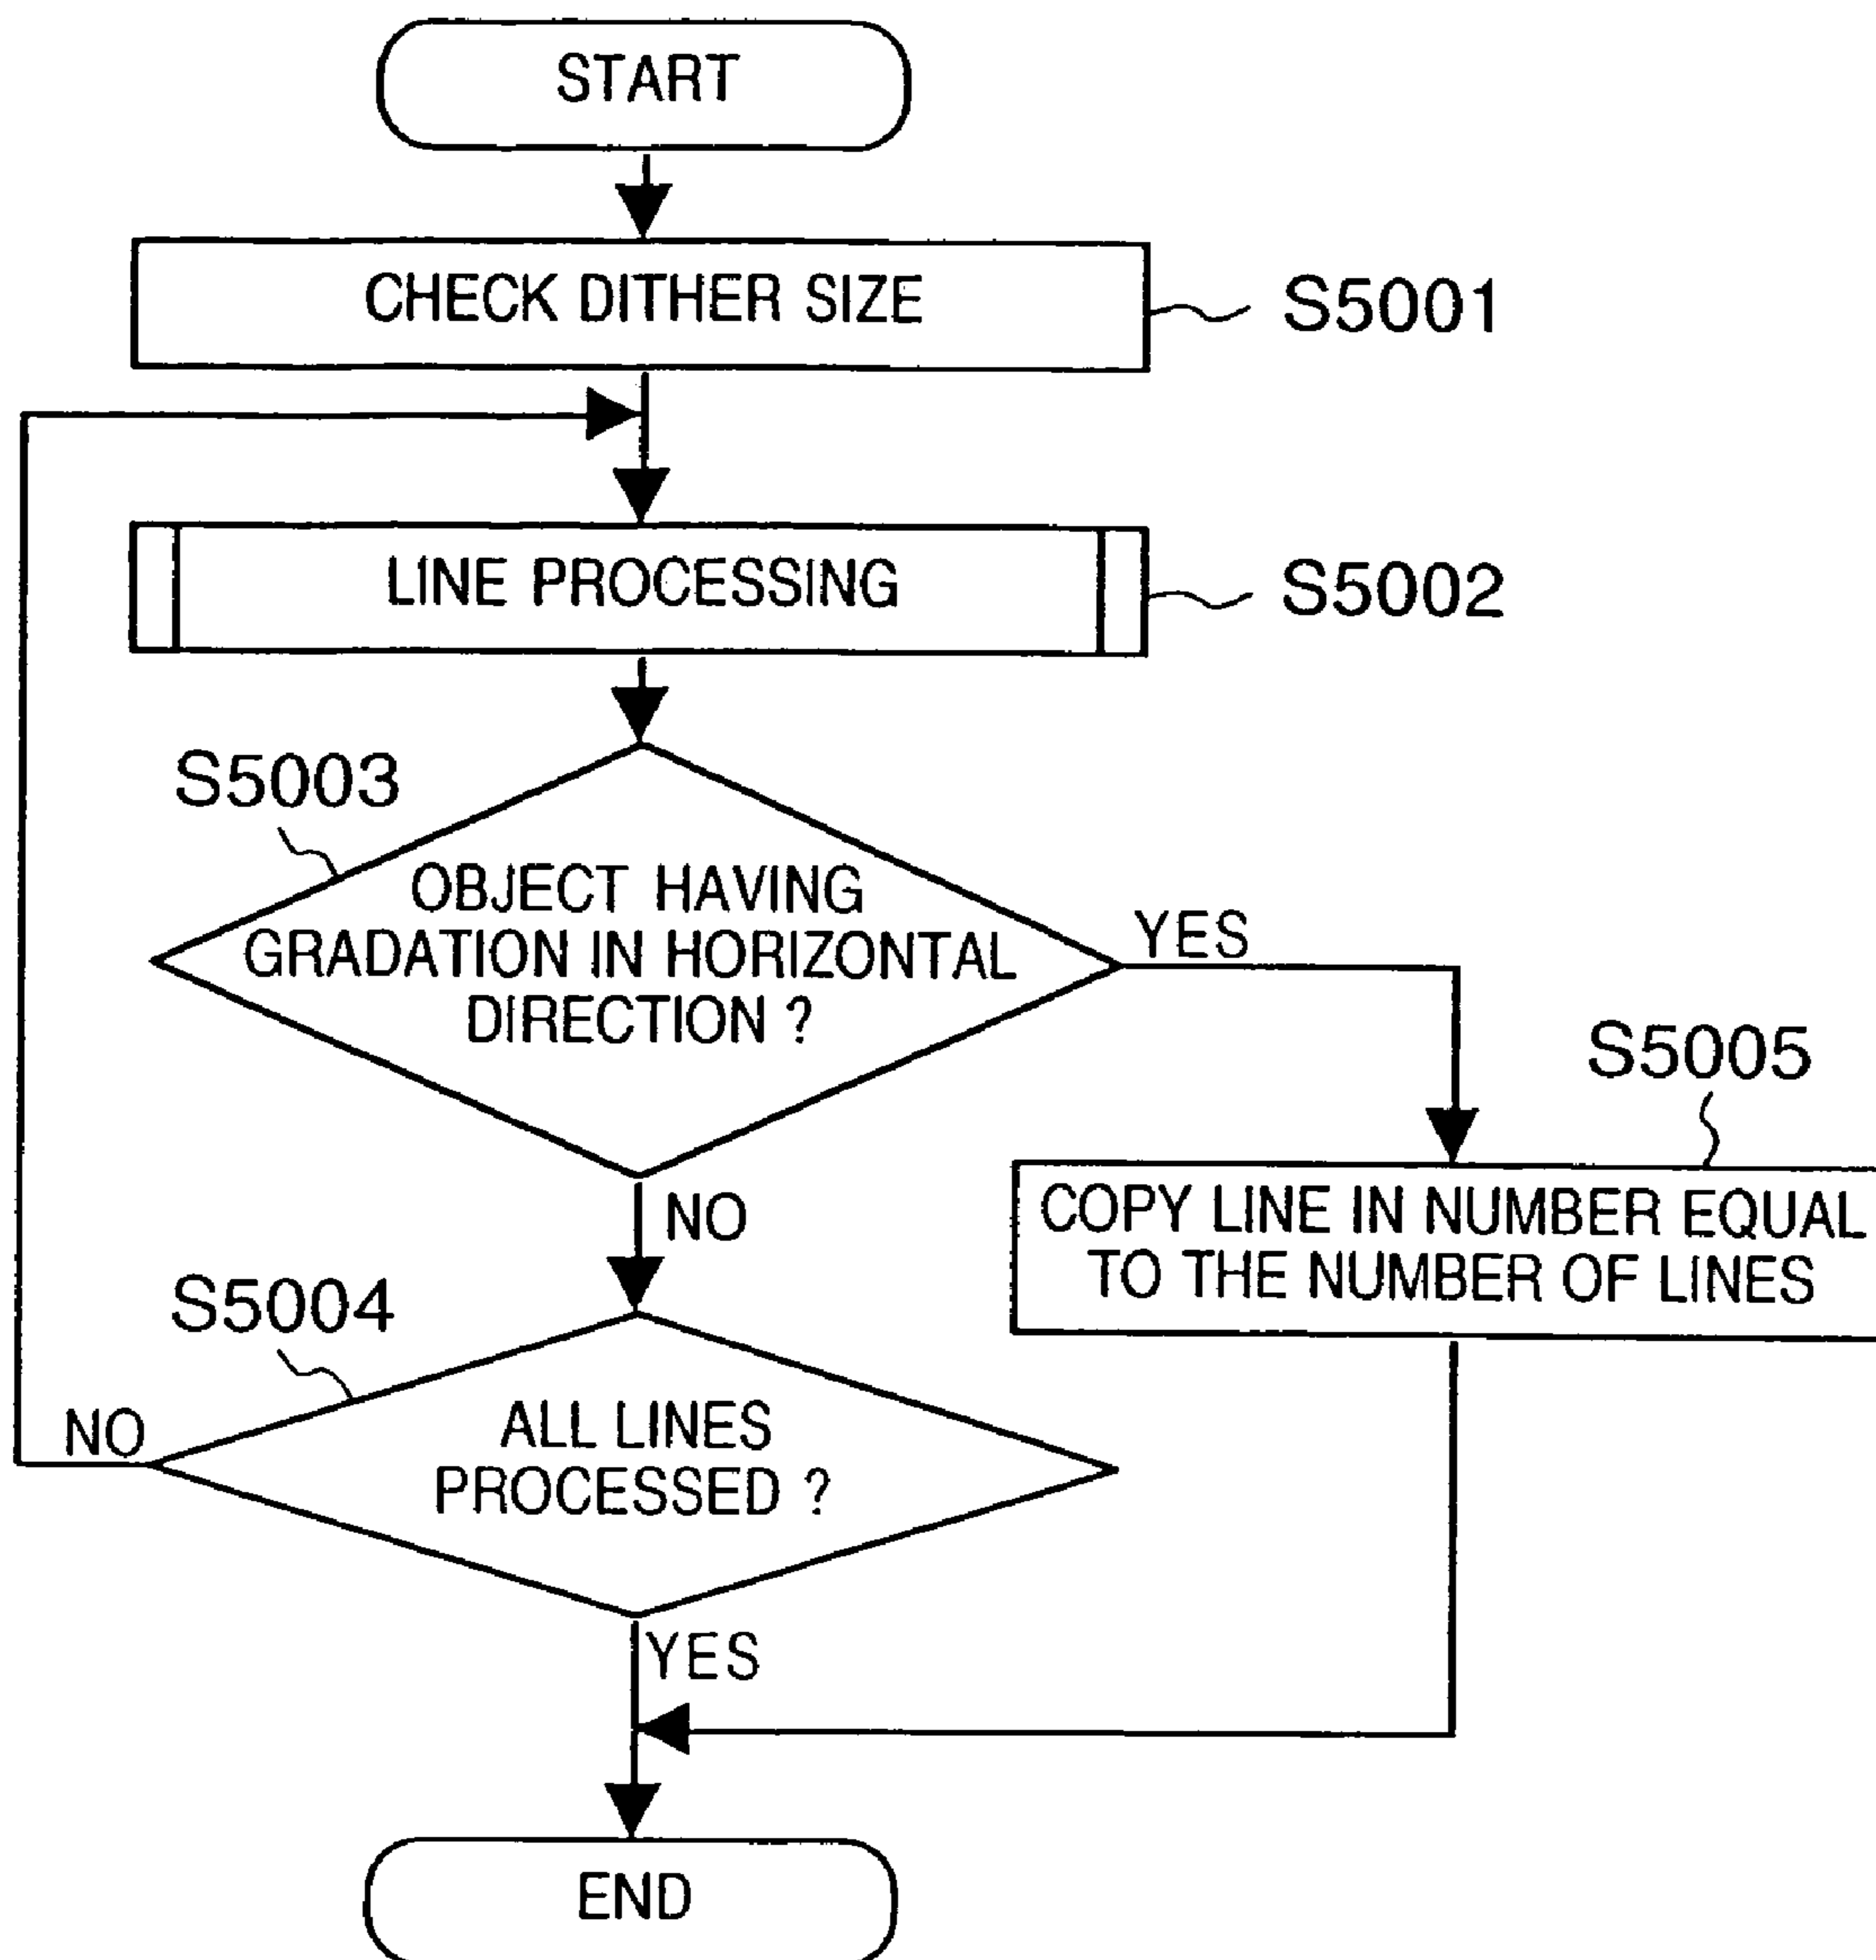 START
CHECK DITHER SIZE
S5001
LINE PROCESSING
S5002
S5003
OBJECT HAVING
GRADATION IN HORIZONTAL
DIRECTION ?
YES
S5005
COPY LINE IN NUMBER EQUAL
TO THE NUMBER OF LINES
NO
S5004
ALL LINES
PROCESSED ?
NO
YES
END